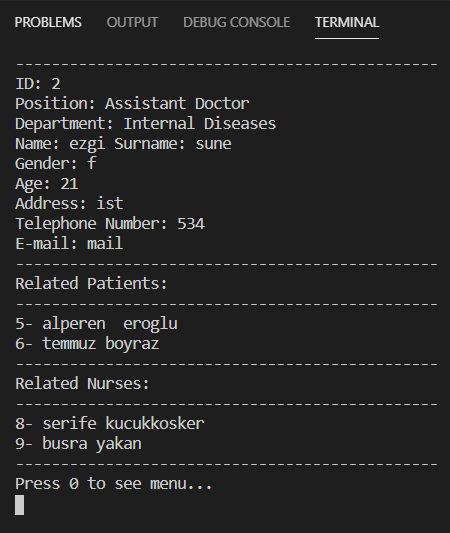 PROBLEMS OUTPUT DEBUG CONSOLE TERMINAL
-----------------------------------------------
ID: 2
Position: Assistant Doctor
Department: Internal Diseases
Name: ezgi Surname: sune
Gender: f
Age: 21
Address: ist
Telephone Number: 534
E-mail: mail
-----------------------------------------------
Related Patients:
-----------------------------------------------
5- alperen  eroglu
6- temmuz boyraz
-----------------------------------------------
Related Nurses:
-----------------------------------------------
8- serife kucukkosker
9- busra yakan
-----------------------------------------------
Press 0 to see menu...